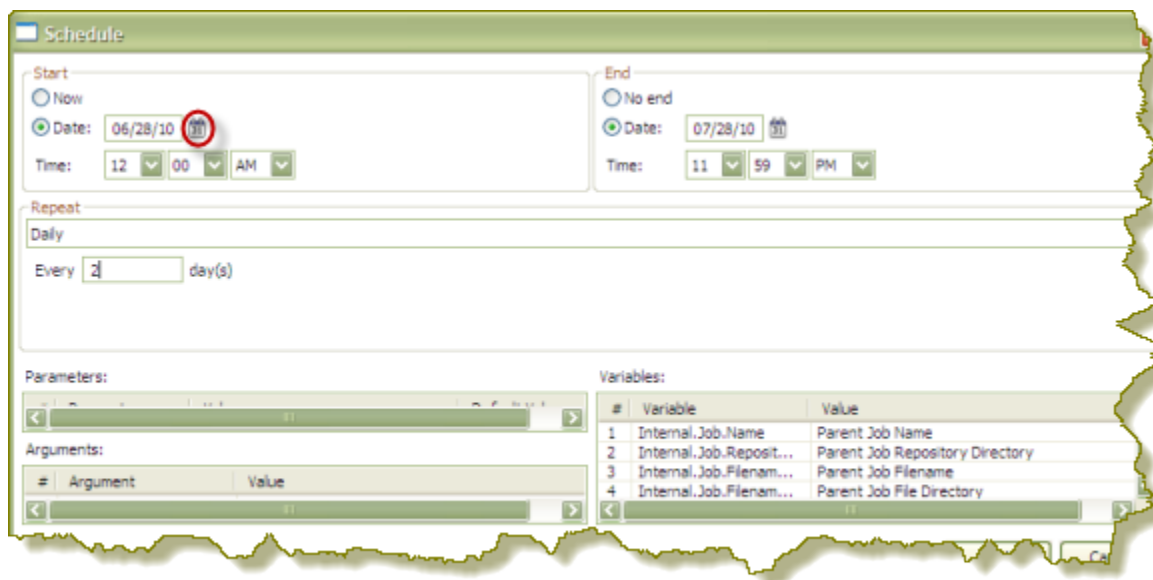 Schedule
Start
Now
Date: 06/28/10 31
Time: 12 00 AM
End
No end
Date: 07/28/10 31
Time: 11 59 PM
Repeat
Daily
Every 2 day(s)
Parameters:
Arguments:
# Argument Value
Variables:
# Variable Value
1 Internal.Job.Name Parent Job Name
2 Internal.Job.Reposit... Parent Job Repository Directory
3 Internal.Job.Filenam... Parent Job Filename
4 Internal.Job.Filenam... Parent Job File Directory